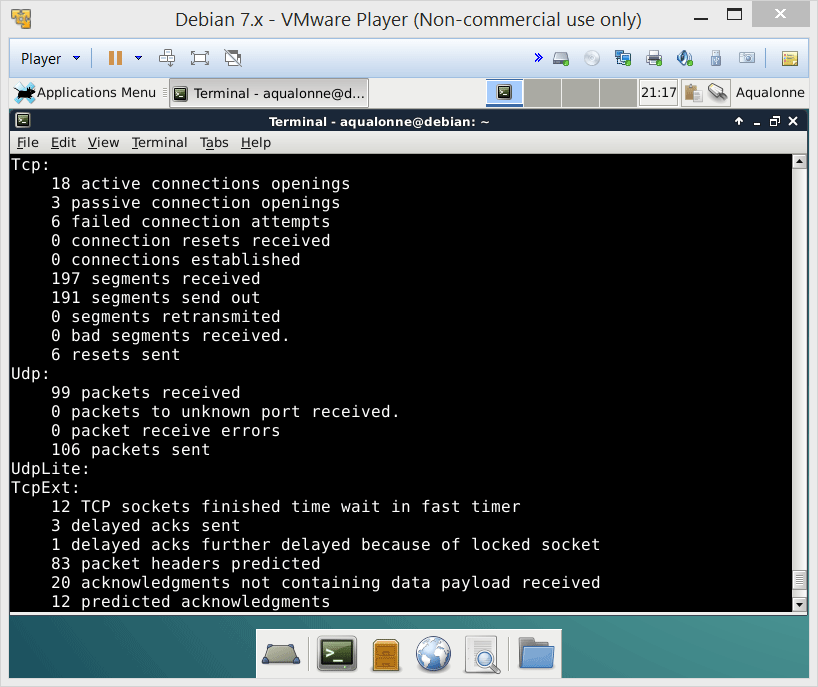 Debian 7.x - VMware Player (Non-commercial use only)
Player
Applications Menu
Terminal - aqualonne@d...
21:17
Aqualonne
Terminal - aqualonne@debian: ~
File Edit View Terminal Tabs Help
Tcp:
    18 active connections openings
    3 passive connection openings
    6 failed connection attempts
    0 connection resets received
    0 connections established
    197 segments received
    191 segments send out
    0 segments retransmited
    0 bad segments received.
    6 resets sent
Udp:
    99 packets received
    0 packets to unknown port received.
    0 packet receive errors
    106 packets sent
UdpLite:
TcpExt:
    12 TCP sockets finished time wait in fast timer
    3 delayed acks sent
    1 delayed acks further delayed because of locked socket
    83 packet headers predicted
    20 acknowledgments not containing data payload received
    12 predicted acknowledgments